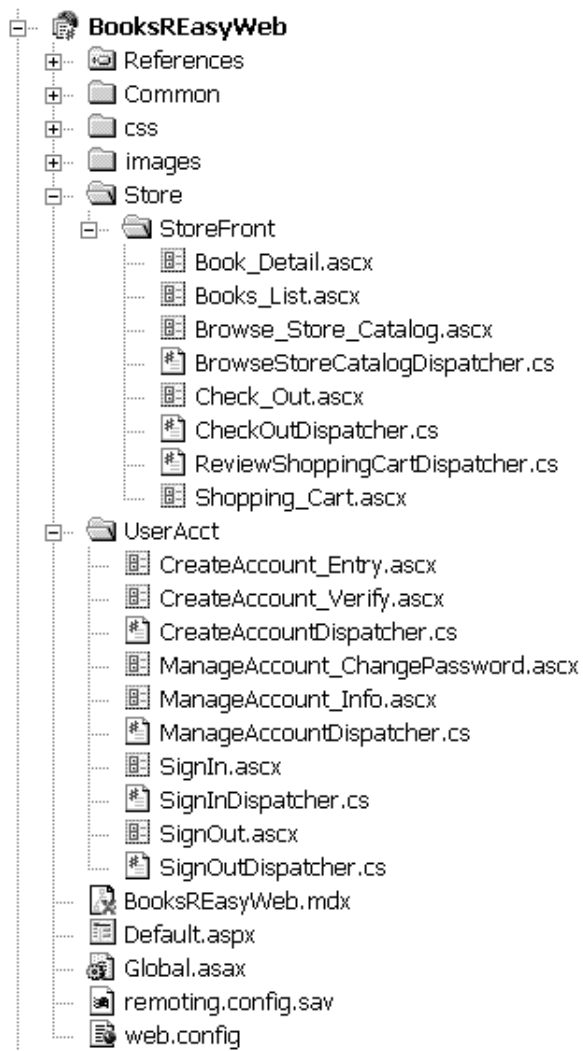 BooksREasyWeb
References
Common
css
images
Store
StoreFront
Book_Detail.ascx
Books_List.ascx
Browse_Store_Catalog.ascx
BrowseStoreCatalogDispatcher.cs
Check_Out.ascx
CheckOutDispatcher.cs
ReviewShoppingCartDispatcher.cs
Shopping_Cart.ascx
UserAcct
CreateAccount_Entry.ascx
CreateAccount_Verify.ascx
CreateAccountDispatcher.cs
ManageAccount_ChangePassword.ascx
ManageAccount_Info.ascx
ManageAccountDispatcher.cs
SignIn.ascx
SignInDispatcher.cs
SignOut.ascx
SignOutDispatcher.cs
BooksREasyWeb.mdx
Default.aspx
Global.asax
remoting.config.sav
web.config